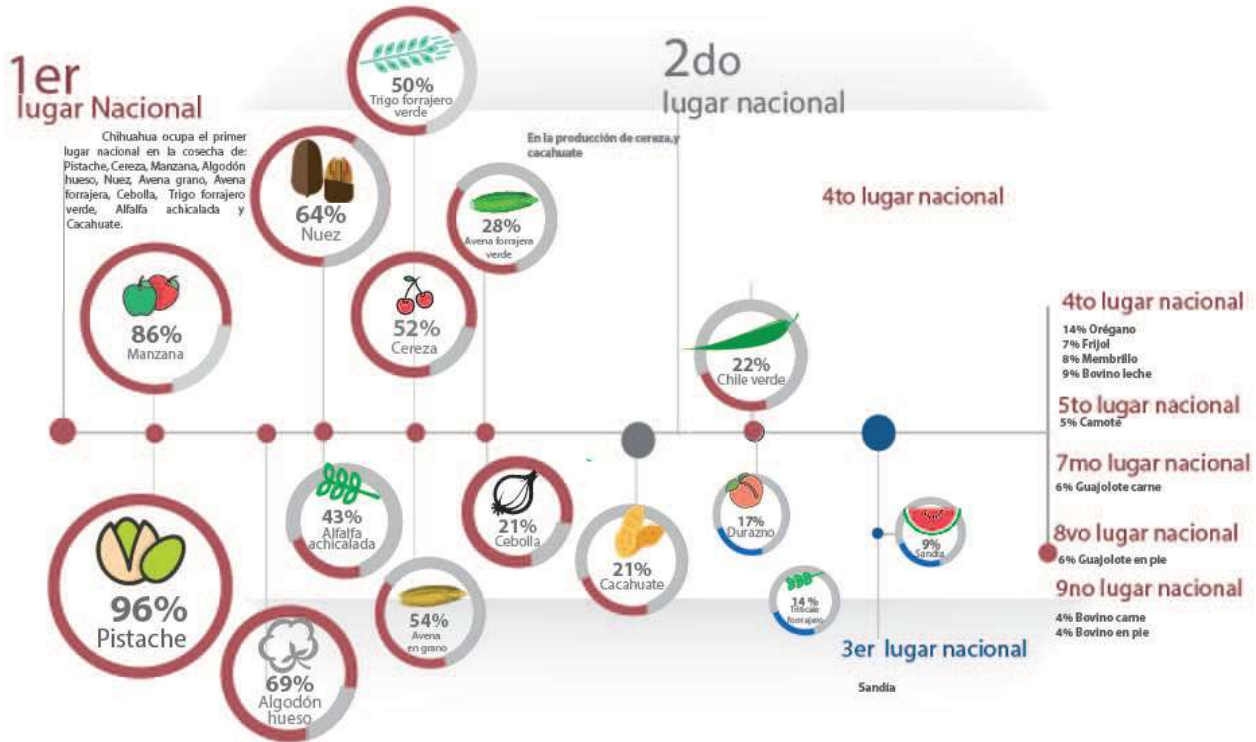 1er
lugar Nacional
Chihuahua ocupa el primer
lugar nacional en la cosecha de:
Pistache, Cereza, Manzana, Algodón
hueso, Nuez, Avena grano, Avena
forrajera, Cebolla, Trigo forrajero
verde, Alfalfa achicalada y
Cacahuate.
50%
Trigo forrajero
verde
2do
lugar nacional
En la producción de cereza,y
cacahuate
64%
Nuez
28%
Avena forrajera
verde
4to lugar nacional
86%
Manzana
52%
Cereza
22%
Chile verde
4to lugar nacional
14% Orégano
7% Frijol
8% Membrillo
9% Bovino leche
5to lugar nacional
5% Camote
7mo lugar nacional
6% Guajolote carne
8vo lugar nacional
6% Guajolote en pie
9no lugar nacional
4% Bovino carne
4% Bovino en pie
43%
Alfalfa
achicalada
21%
Cebolla
21%
Cacahuate
17%
Durazno
9%
Sandía
96%
Pistache
54%
Avena
en grano
14 %
Triticale
forrajero
69%
Algodón
hueso
3er lugar nacional
Sandía